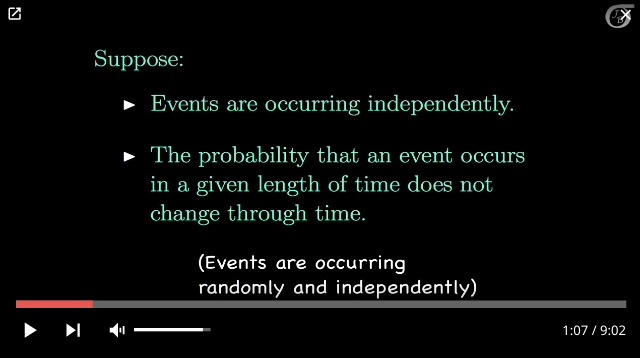 Suppose:
► Events are occurring independently.
► The probability that an event occurs
in a given length of time does not
change through time.
(Events are occurring
randomly and independently)
1:07 / 9:02